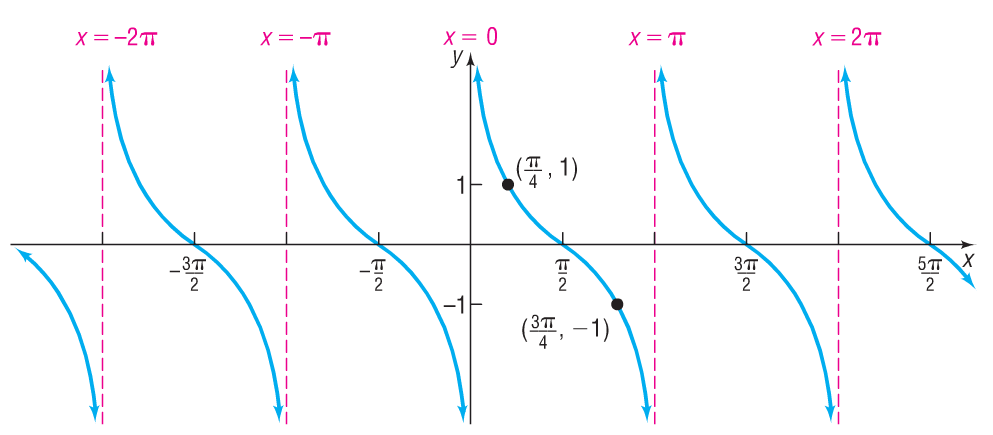 x = −2π x = −π x = 0 x = π x = 2π
y
(π/4, 1)
1
−3π/2 −π/2 π/2 3π/2 5π/2 x
−1
(3π/4, −1)